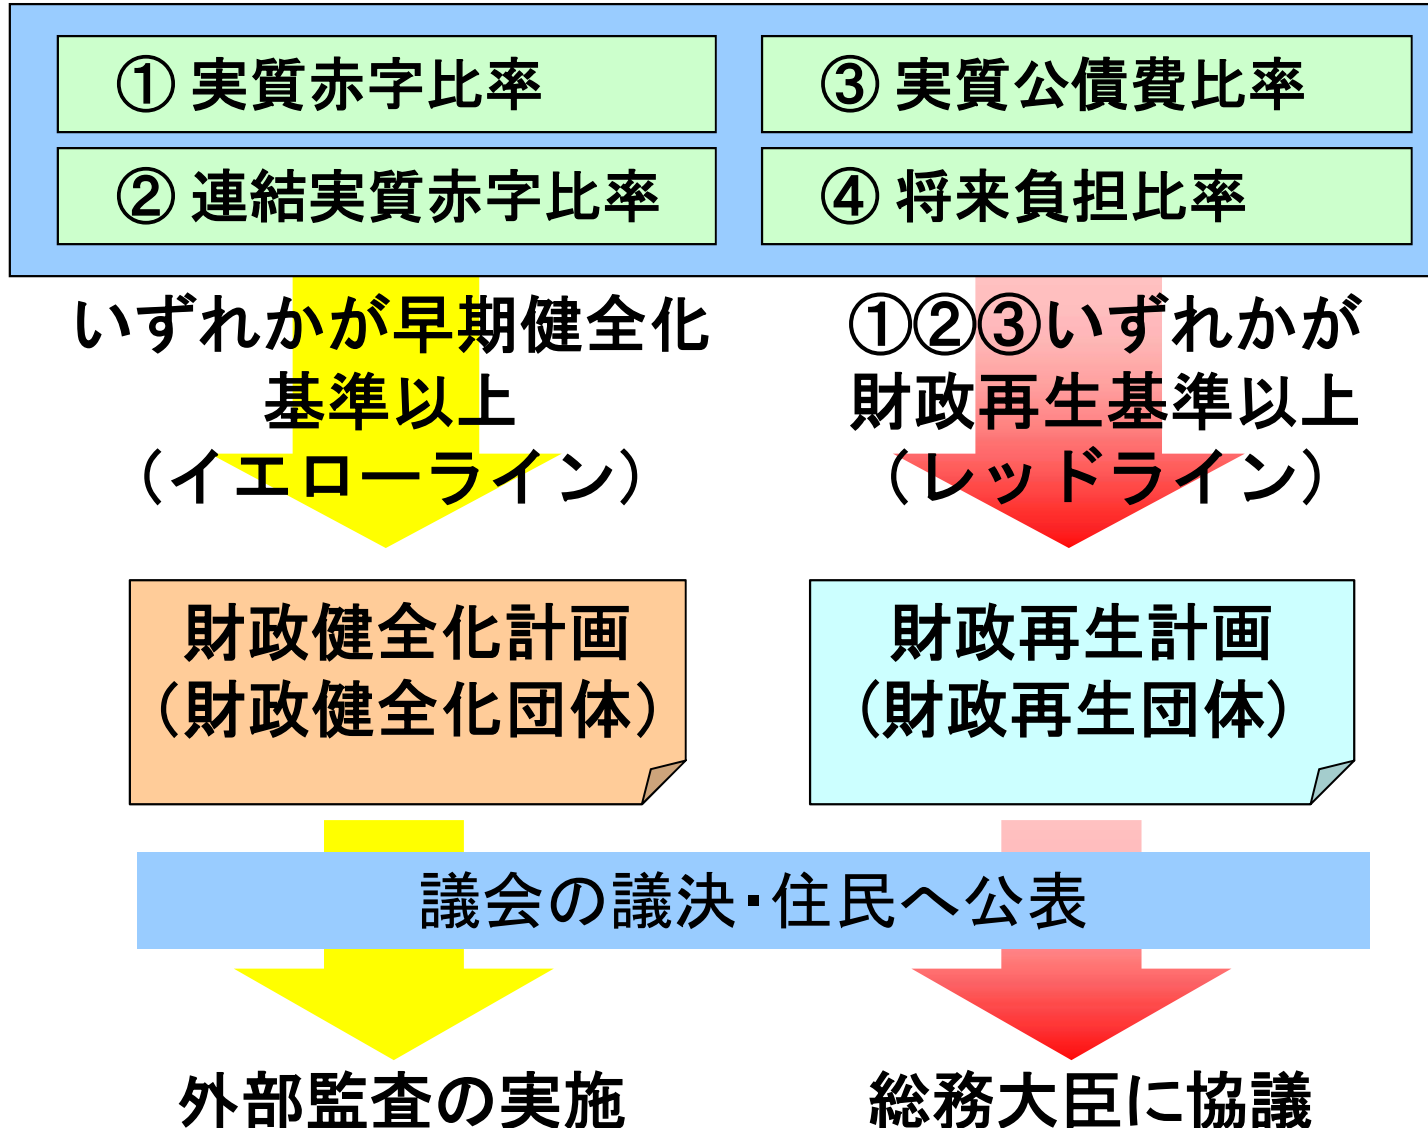 ① 実質赤字比率
③ 実質公債費比率
② 連結実質赤字比率
④ 将来負担比率
いずれかが早期健全化
基準以上
（イエローライン）
①②③いずれかが
財政再生基準以上
（レッドライン）
財政健全化計画
（財政健全化団体）
財政再生計画
（財政再生団体）
議会の議決・住民へ公表
外部監査の実施
総務大臣に協議